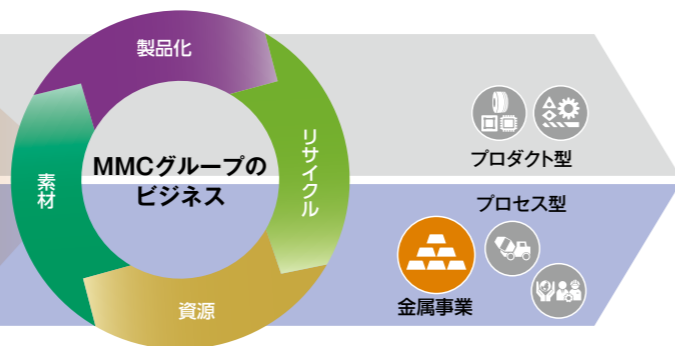 製品化
リサイクル
素材
MMCグループの
ビジネス
資源
プロダクト型
プロセス型
金属事業